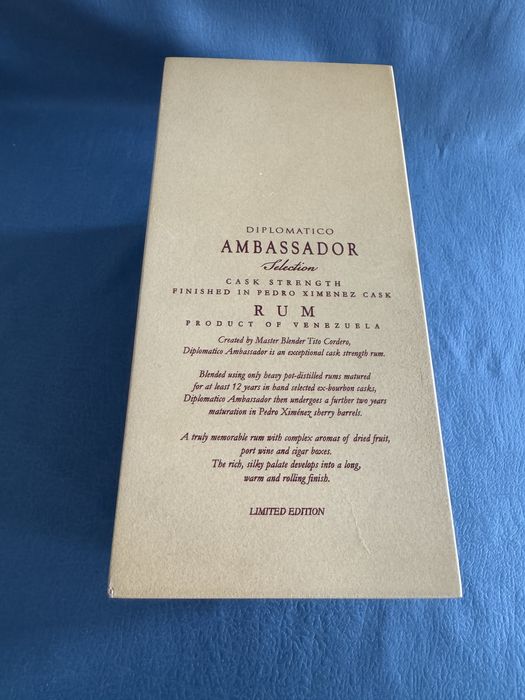 DIPLOMATICO
AMBASSADOR
Selection
CASK STRENGTH
FINISHED IN PEDRO XIMENEZ CASK
RUM
PRODUCT OF VENEZUELA
Created by Master Blender Tito Cordero,
Diplomatico Ambassador is an exceptional cask strength rum.
Blended using only heavy pot-distilled rums matured
for at least 12 years in hand selected ex-bourbon casks,
Diplomatico Ambassador then undergoes a further two years
maturation in Pedro Ximénez sherry barrels.
A truly memorable rum with complex aromas of dried fruit,
port wine and cigar boxes.
The rich, silky palate develops into a long,
warm and rolling finish.
LIMITED EDITION